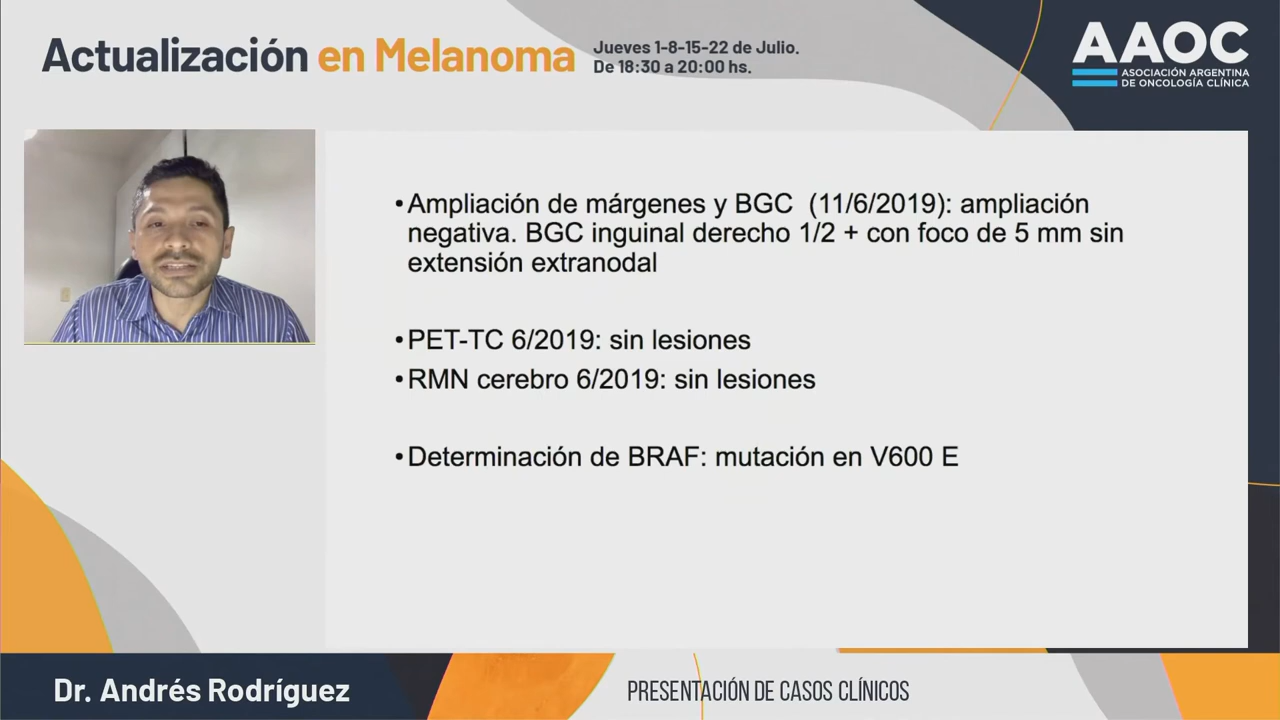 Actualización en Melanoma
Jueves 1-8-15-22 de Julio.
De 18:30 a 20:00 hs.
AAOC
ASOCIACIÓN ARGENTINA
DE ONCOLOGÍA CLÍNICA
•Ampliación de márgenes y BGC (11/6/2019): ampliación
negativa. BGC inguinal derecho 1/2 + con foco de 5 mm sin
extensión extranodal
•PET-TC 6/2019: sin lesiones
•RMN cerebro 6/2019: sin lesiones
•Determinación de BRAF: mutación en V600 E
Dr. Andrés Rodríguez
PRESENTACIÓN DE CASOS CLÍNICOS